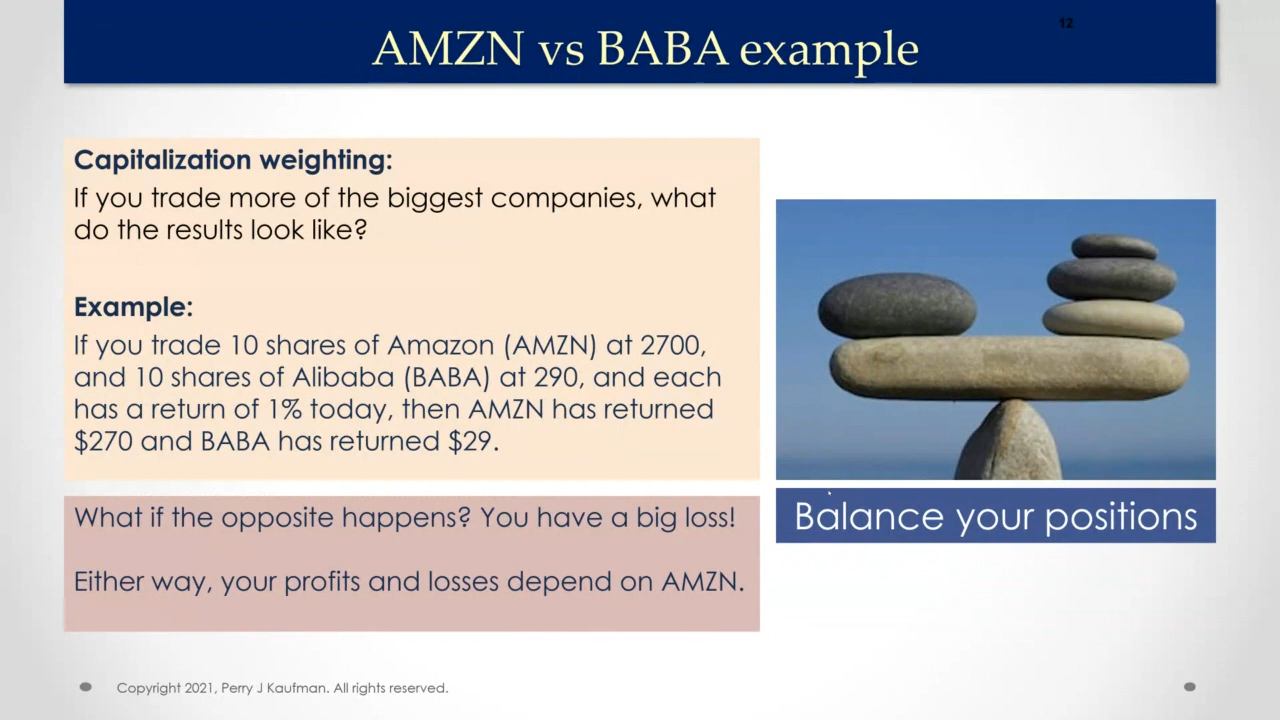 12
AMZN vs BABA example
Capitalization weighting:
If you trade more of the biggest companies, what
do the results look like?
Example:
If you trade 10 shares of Amazon (AMZN) at 2700,
and 10 shares of Alibaba (BABA) at 290, and each
has a return of 1% today, then AMZN has returned
$270 and BABA has returned $29.
What if the opposite happens? You have a big loss!
Either way, your profits and losses depend on AMZN.
Balance your positions
Copyright 2021, Perry J Kaufman. All rights reserved.